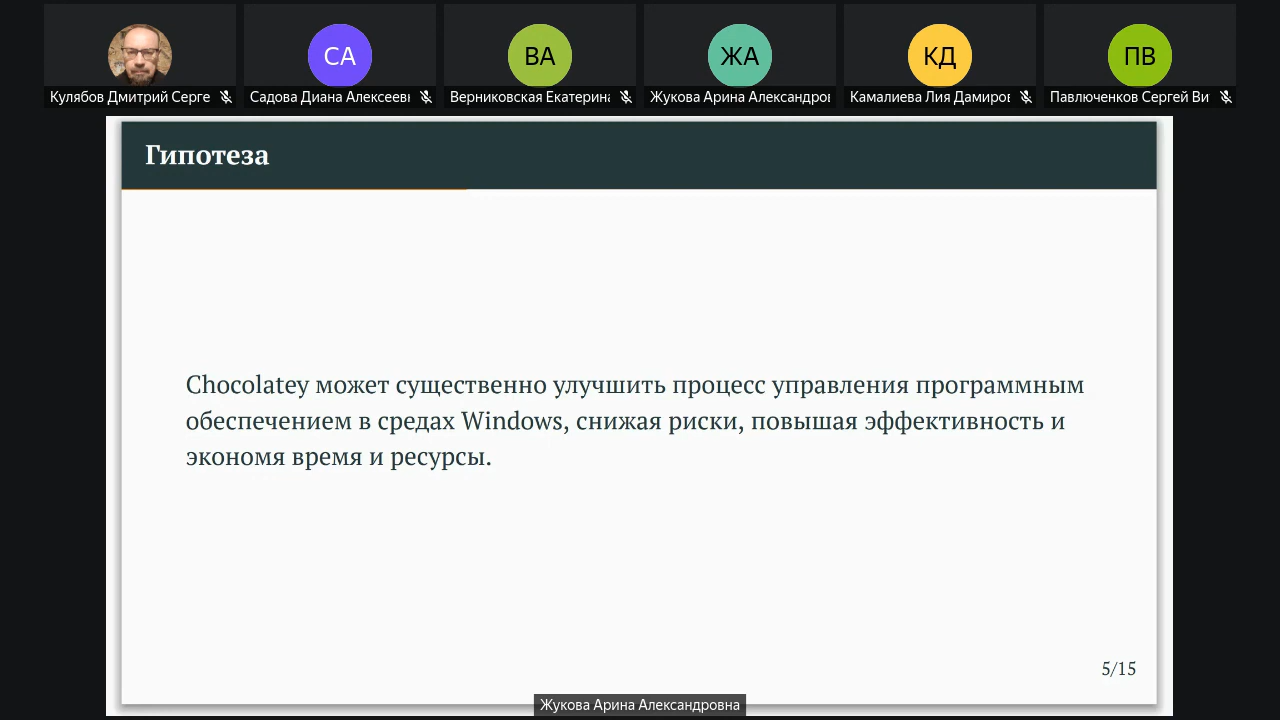 СА
ВА
ЖА
КД
ПВ
Кулябов Дмитрий Серге
Садова Диана Алексеевн
Верниковская Екатерина
Жукова Арина Александров
Камалиева Лия Дамиров
Павлюченков Сергей Ви
Гипотеза
Chocolatey может существенно улучшить процесс управления программным
обеспечением в средах Windows, снижая риски, повышая эффективность и
экономя время и ресурсы.
5/15
Жукова Арина Александровна